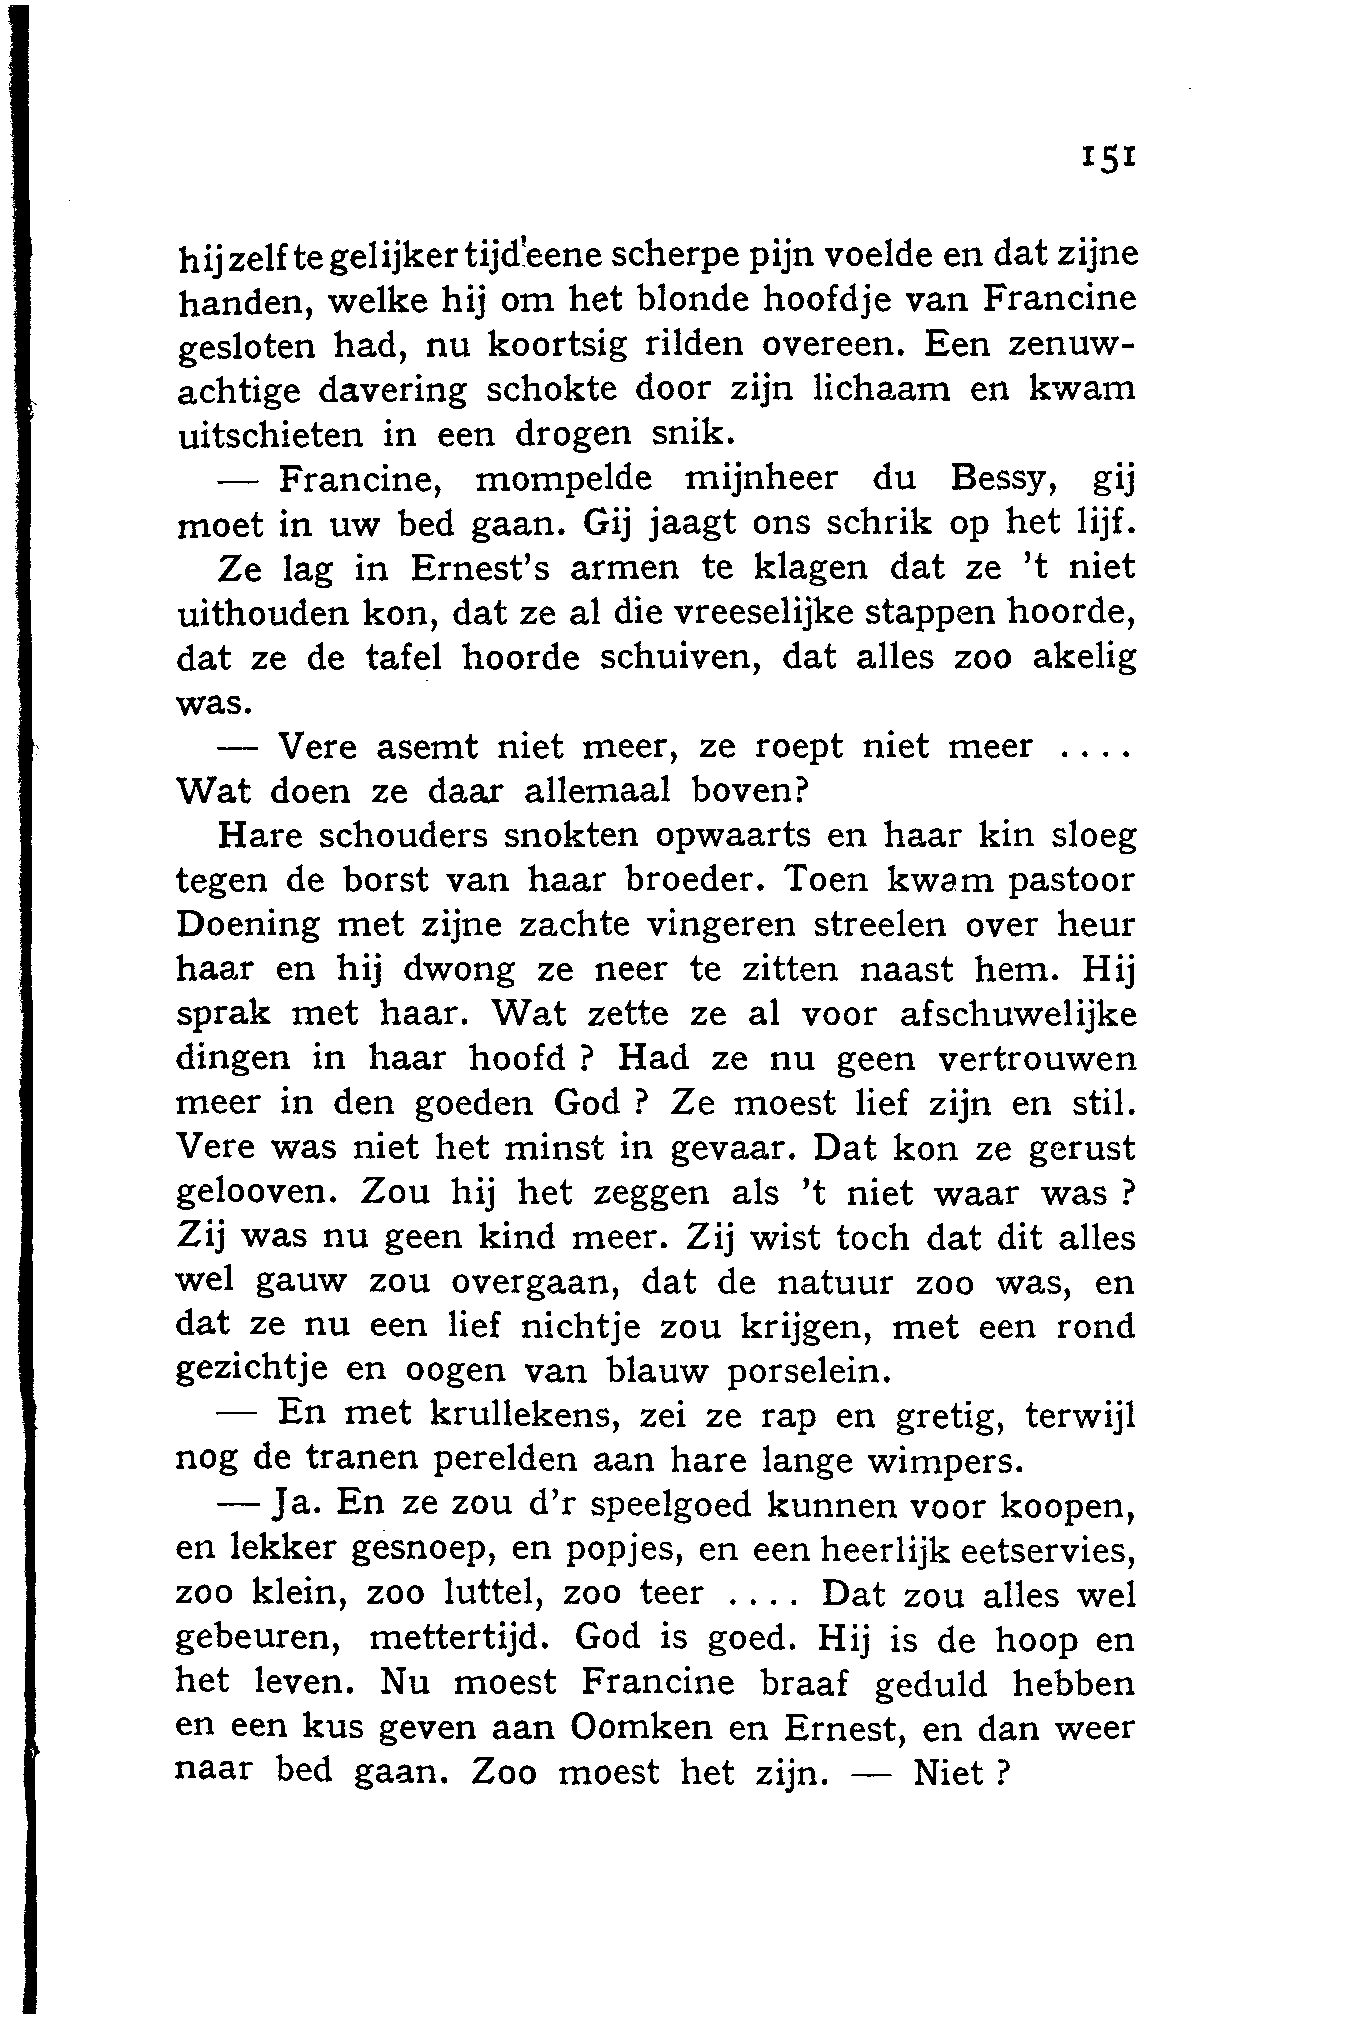 151
hij zelf te gelijker tijd eene scherpe pijn voelde en dat zijne
handen, welke hij om het blonde hoofdje van Francine
gesloten had, nu koortsig rilden overeen. Een zenuw-
achtige davering schokte door zijn lichaam en kwam
uitschieten in een drogen snik.
— Francine, mompelde mijnheer du Bessy, gij
moet in uw bed gaan. Gij jaagt ons schrik op het lijf.
Ze lag in Ernest's armen te klagen dat ze 't niet
uithouden kon, dat ze al die vreeselijke stappen hoorde,
dat ze de tafel hoorde schuiven, dat alles zoo akelig
was.
— Vere asemt niet meer, ze roept niet meer ....
Wat doen ze daar allemaal boven?
Hare schouders snokten opwaarts en haar kin sloeg
tegen de borst van haar broeder. Toen kwam pastoor
Doening met zijne zachte vingeren streelen over heur
haar en hij dwong ze neer te zitten naast hem. Hij
sprak met haar. Wat zette ze al voor afschuwelijke
dingen in haar hoofd ? Had ze nu geen vertrouwen
meer in den goeden God ? Ze moest lief zijn en stil.
Vere was niet het minst in gevaar. Dat kon ze gerust
gelooven. Zou hij het zeggen als 't niet waar was ?
Zij was nu geen kind meer. Zij wist toch dat dit alles
wel gauw zou overgaan, dat de natuur zoo was, en
dat ze nu een lief nichtje zou krijgen, met een rond
gezichtje en oogen van blauw porselein.
— En met krullekens, zei ze rap en gretig, terwijl
nog de tranen perelden aan hare lange wimpers.
— Ja. En ze zou d'r speelgoed kunnen voor koopen,
en lekker gesnoep, en popjes, en een heerlijk eetservies,
zoo klein, zoo luttel, zoo teer .... Dat zou alles wel
gebeuren, mettertijd. God is goed. Hij is de hoop en
het leven. Nu moest Francine braaf geduld hebben
en een kus geven aan Oomken en Ernest, en dan weer
naar bed gaan. Zoo moest het zijn. — Niet ?